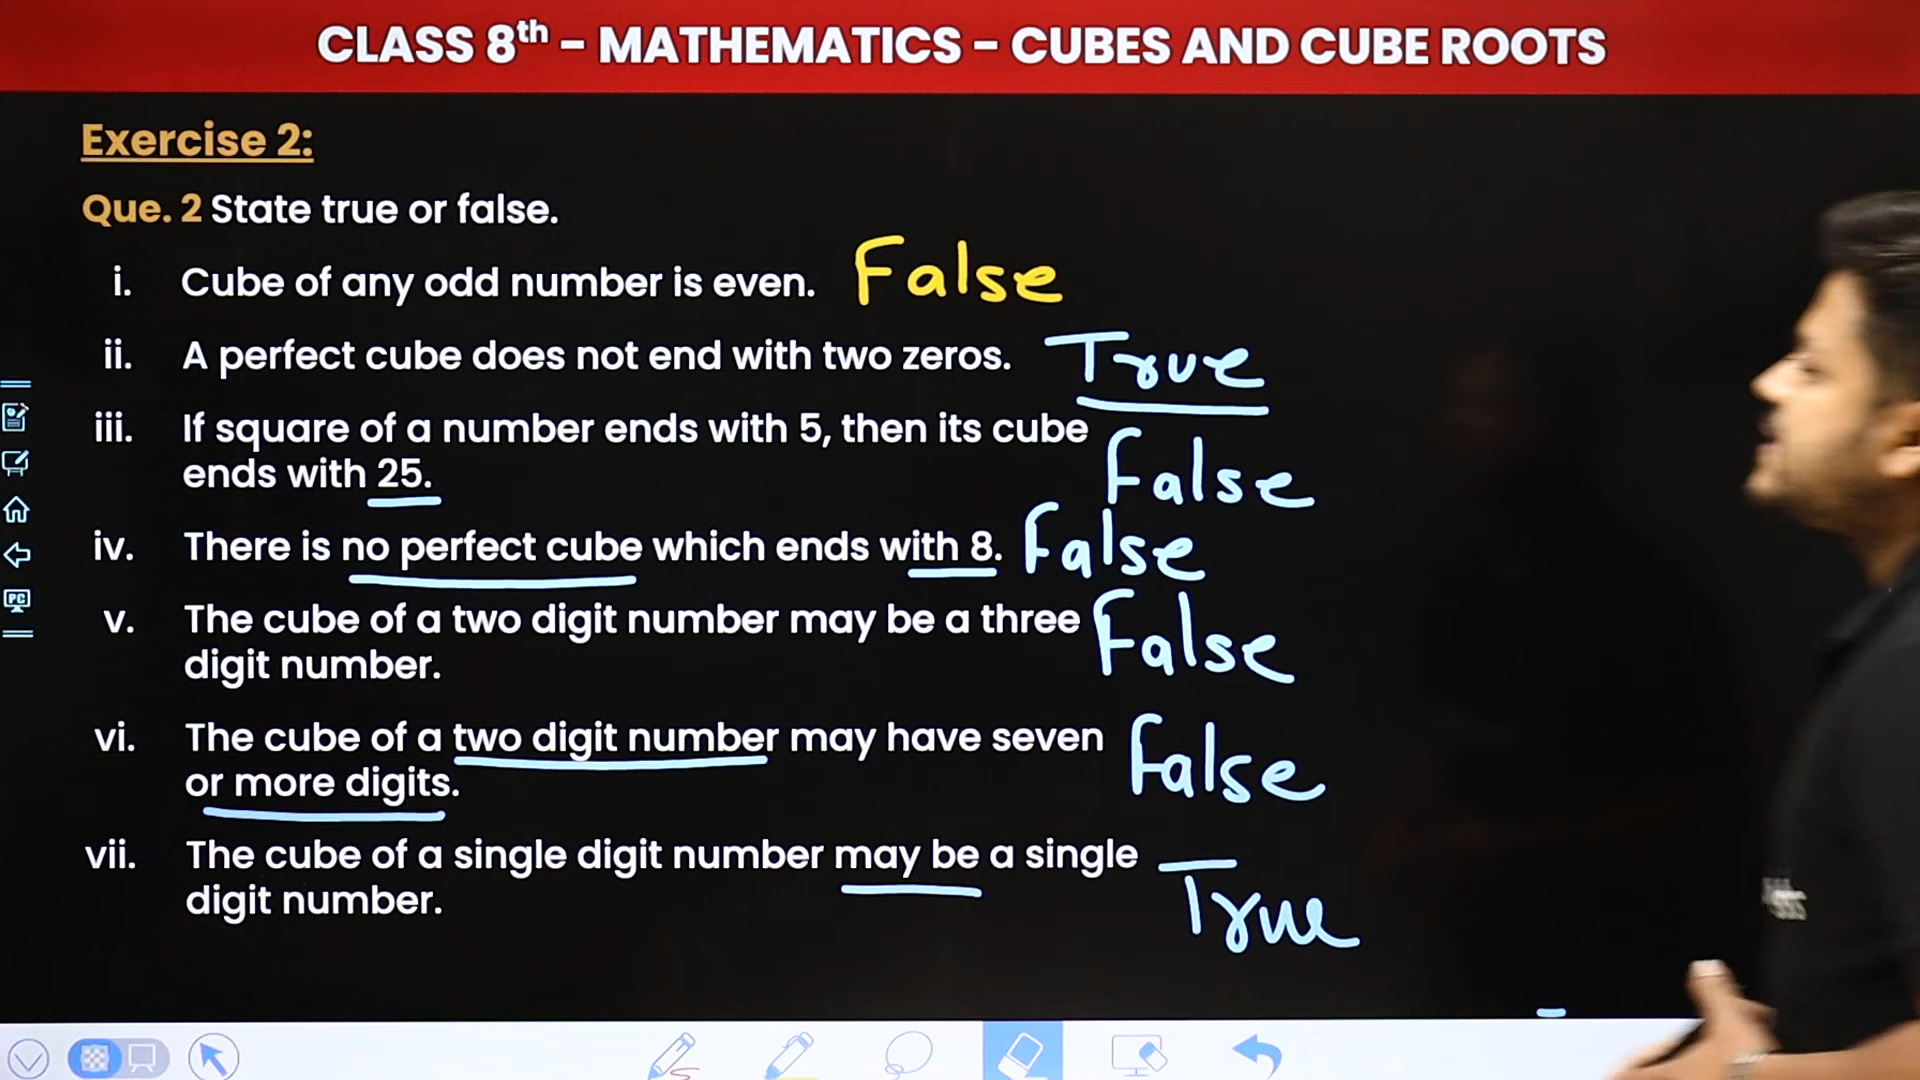 CLASS 8th - MATHEMATICS - CUBES AND CUBE ROOTS
Exercise 2:
Que. 2 State true or false.
i. Cube of any odd number is even. False
ii. A perfect cube does not end with two zeros. True
iii. If square of a number ends with 5, then its cube
ends with 25. False
iv. There is no perfect cube which ends with 8. False
v. The cube of a two digit number may be a three
digit number. False
vi. The cube of a two digit number may have seven
or more digits. False
vii. The cube of a single digit number may be a single
digit number. True
PC